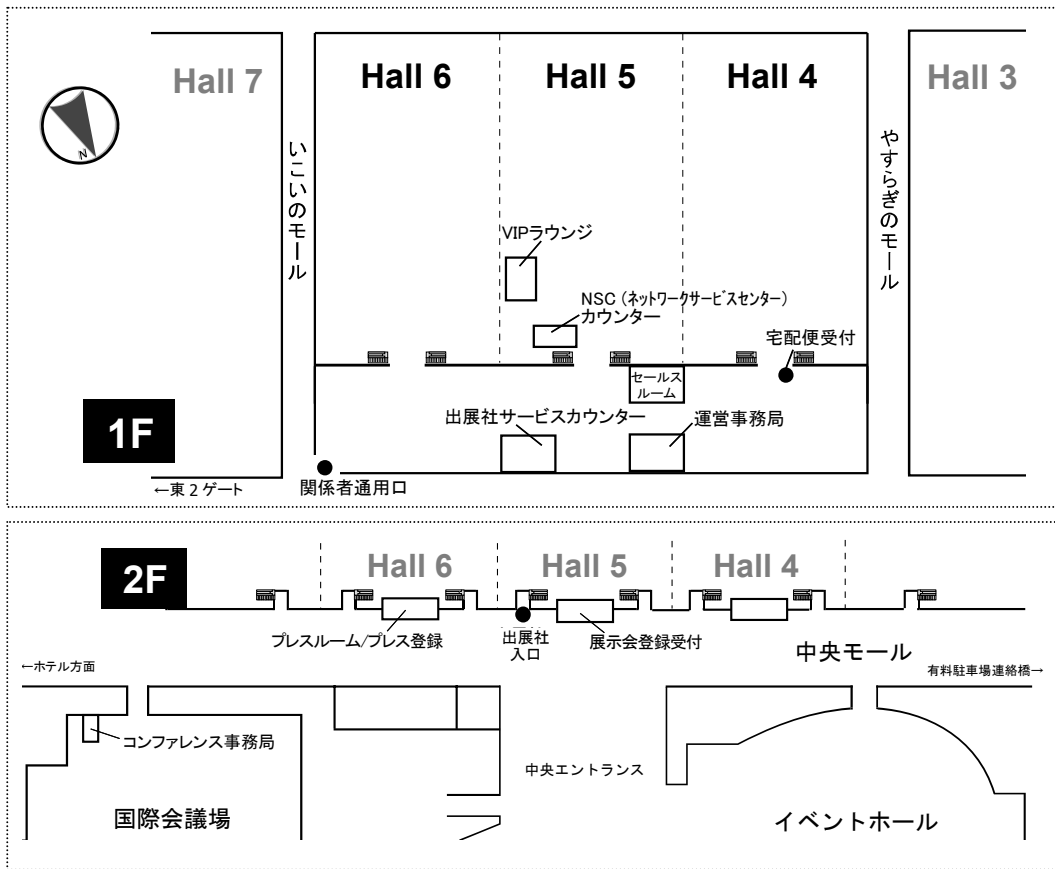 Hall 7
Hall 6
Hall 5
Hall 4
Hall 3
N
いこいのモール
やすらぎのモール
VIPラウンジ
NSC（ネットワークサービスセンター）
カウンター
宅配便受付
セールス
ルーム
出展社サービスカウンター
運営事務局
1F
←東2ゲート
関係者通用口
2F
Hall 6
Hall 5
Hall 4
プレスルーム/プレス登録
出展社
入口
展示会登録受付
中央モール
←ホテル方面
有料駐車場連絡橋→
コンファレンス事務局
中央エントランス
国際会議場
イベントホール